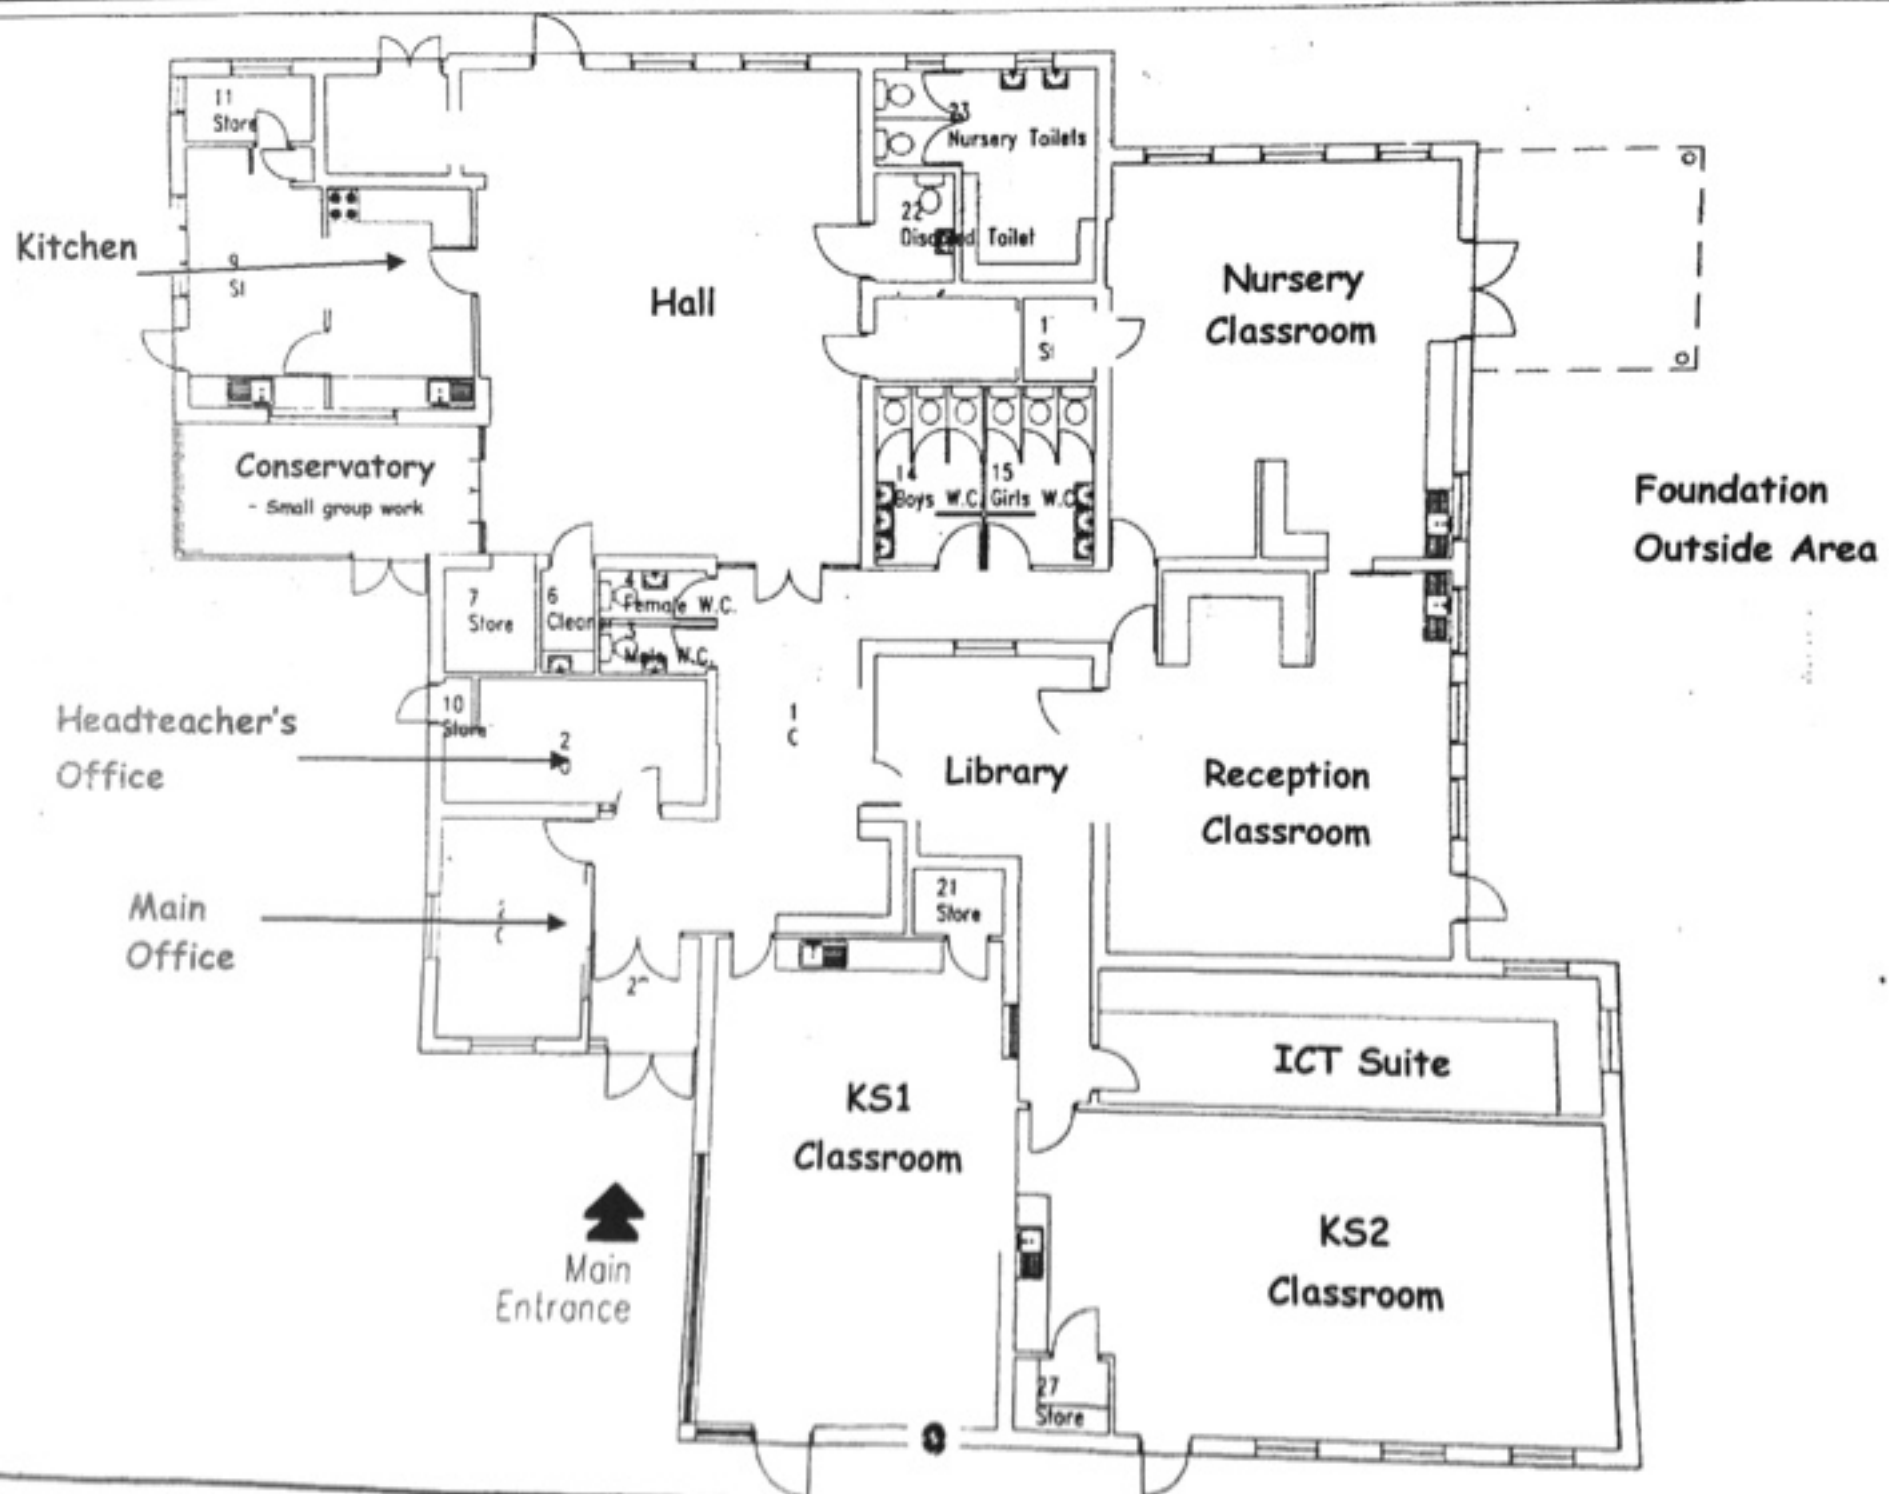 11
Store
23
Nursery Toilets
22
Disabled Toilet
Kitchen
9
Hall
Nursery
Classroom
Conservatory
- Small group work
14
Boys W.C.
15
Girls W.C.
Foundation
Outside Area
7
Store
6
4
Female W.C.
3
Male W.C.
10
Store
Headteacher's
Office
2
1
Library
Reception
Classroom
21
Store
Main
Office
ICT Suite
KS1
Classroom
KS2
Classroom
Main
Entrance
27
Store